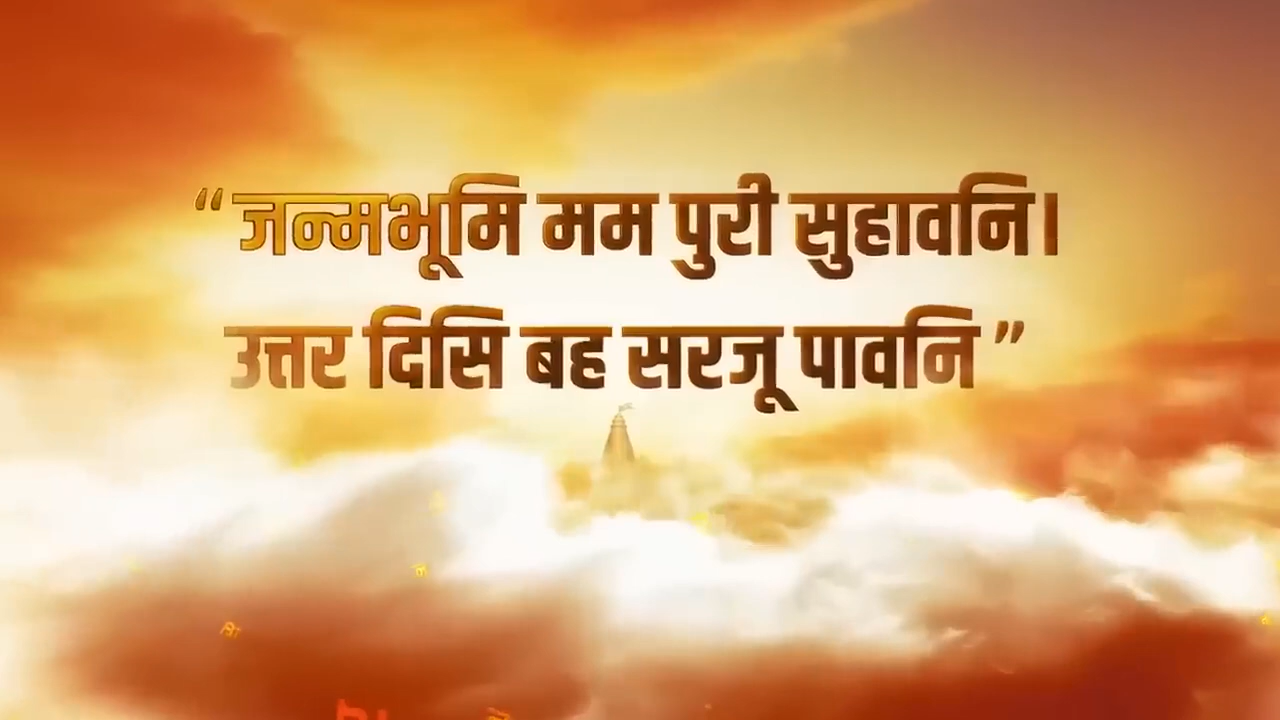 “जन्मभूमि मम पुरी सुहावनि।
उत्तर दिसि बह सरजू पावनि”